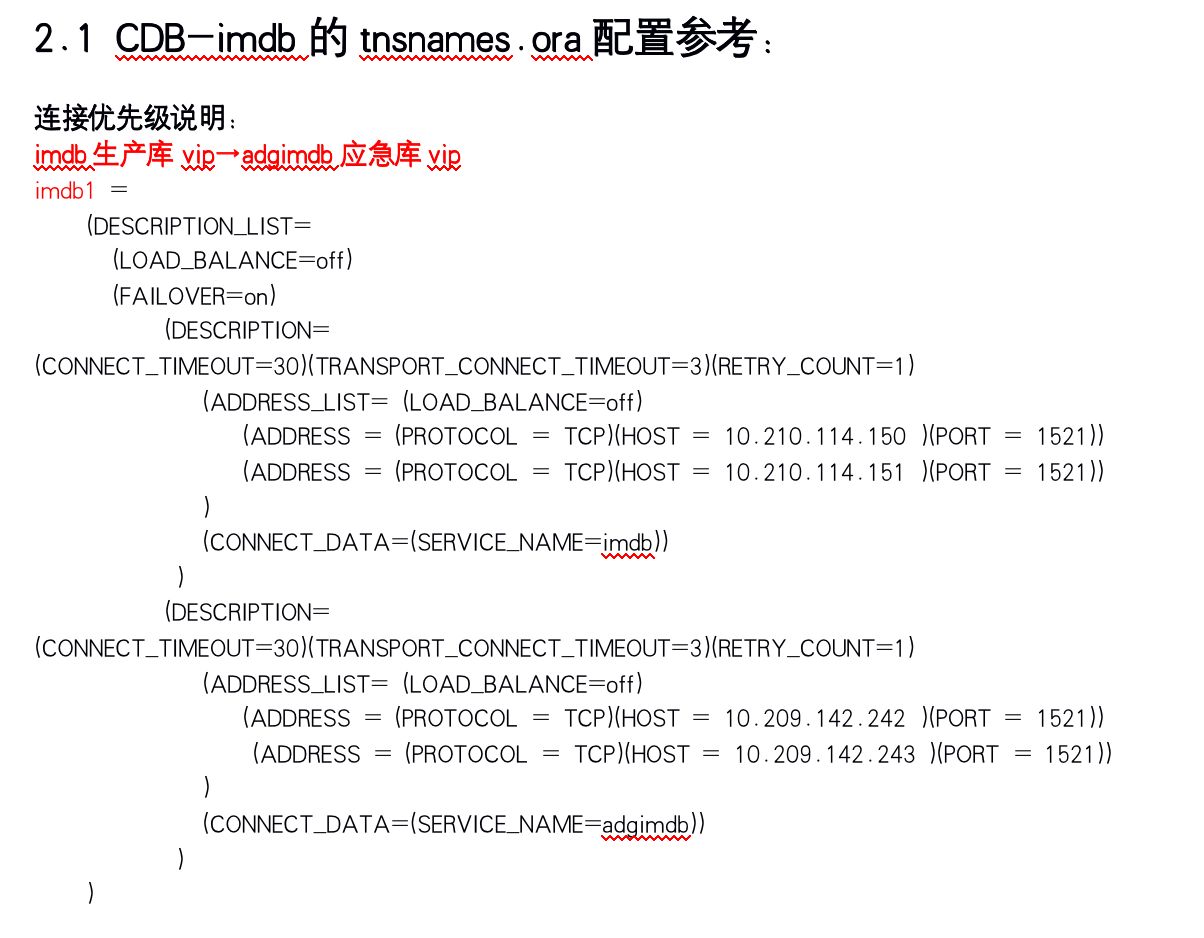 2.1 CDB-imdb 的 tnsnames.ora 配置参考：
连接优先级说明：
imdb 生产库 vip→adgimdb 应急库 vip
imdb1 =
(DESCRIPTION_LIST=
(LOAD_BALANCE=off)
(FAILOVER=on)
(DESCRIPTION=
(CONNECT_TIMEOUT=30)(TRANSPORT_CONNECT_TIMEOUT=3)(RETRY_COUNT=1)
(ADDRESS_LIST= (LOAD_BALANCE=off)
(ADDRESS = (PROTOCOL = TCP)(HOST = 10.210.114.150 )(PORT = 1521))
(ADDRESS = (PROTOCOL = TCP)(HOST = 10.210.114.151 )(PORT = 1521))
)
(CONNECT_DATA=(SERVICE_NAME=imdb))
)
(DESCRIPTION=
(CONNECT_TIMEOUT=30)(TRANSPORT_CONNECT_TIMEOUT=3)(RETRY_COUNT=1)
(ADDRESS_LIST= (LOAD_BALANCE=off)
(ADDRESS = (PROTOCOL = TCP)(HOST = 10.209.142.242 )(PORT = 1521))
(ADDRESS = (PROTOCOL = TCP)(HOST = 10.209.142.243 )(PORT = 1521))
)
(CONNECT_DATA=(SERVICE_NAME=adgimdb))
)
)